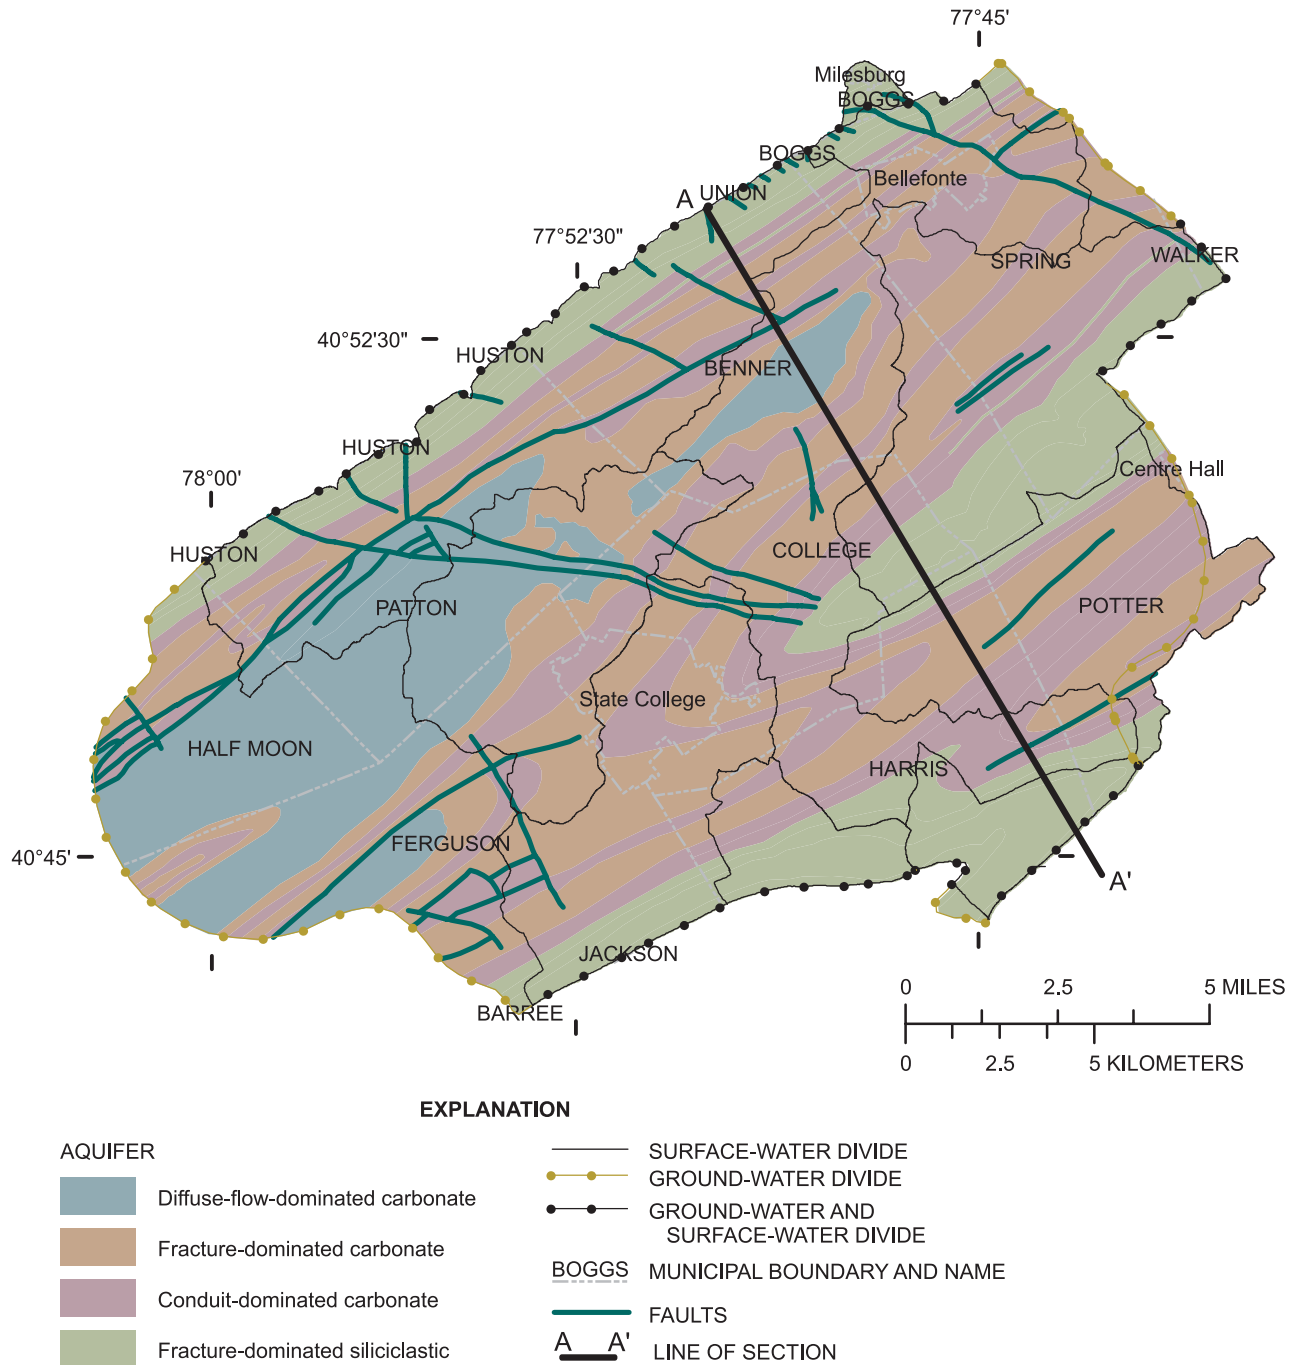 77°45'
Milesburg
BOGGS
BOGGS
Bellefonte
A
UNION
77°52'30"
SPRING
WALKER
40°52'30"
HUSTON
BENNER
HUSTON
Centre Hall
78°00'
HUSTON
COLLEGE
PATTON
POTTER
State College
HALF MOON
HARRIS
FERGUSON
40°45'
A'
JACKSON
BARREE
0 2.5 5 MILES
0 2.5 5 KILOMETERS
EXPLANATION
AQUIFER
Diffuse-flow-dominated carbonate
Fracture-dominated carbonate
Conduit-dominated carbonate
Fracture-dominated siliciclastic
SURFACE-WATER DIVIDE
GROUND-WATER DIVIDE
GROUND-WATER AND
SURFACE-WATER DIVIDE
BOGGS MUNICIPAL BOUNDARY AND NAME
FAULTS
A A' LINE OF SECTION